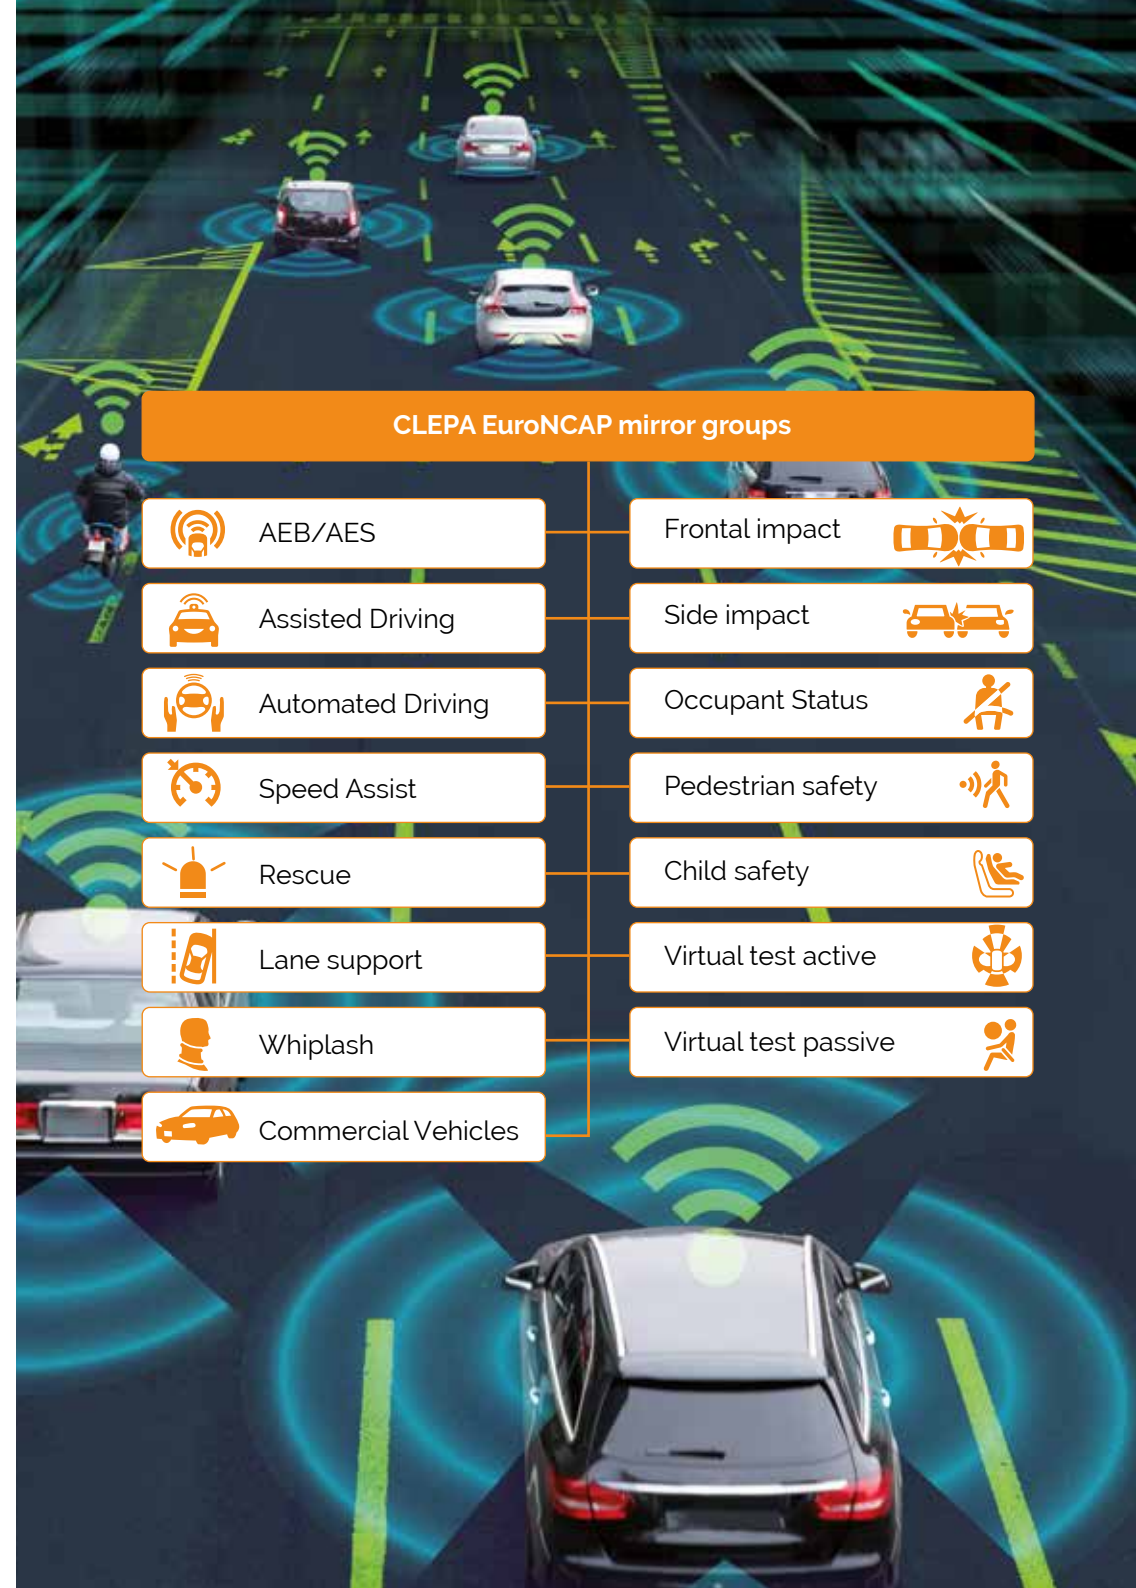 CLEPA EuroNCAP mirror groups
AEB/AES
Assisted Driving
Automated Driving
Speed Assist
Rescue
Lane support
Whiplash
Commercial Vehicles
Frontal impact
Side impact
Occupant Status
Pedestrian safety
Child safety
Virtual test active
Virtual test passive